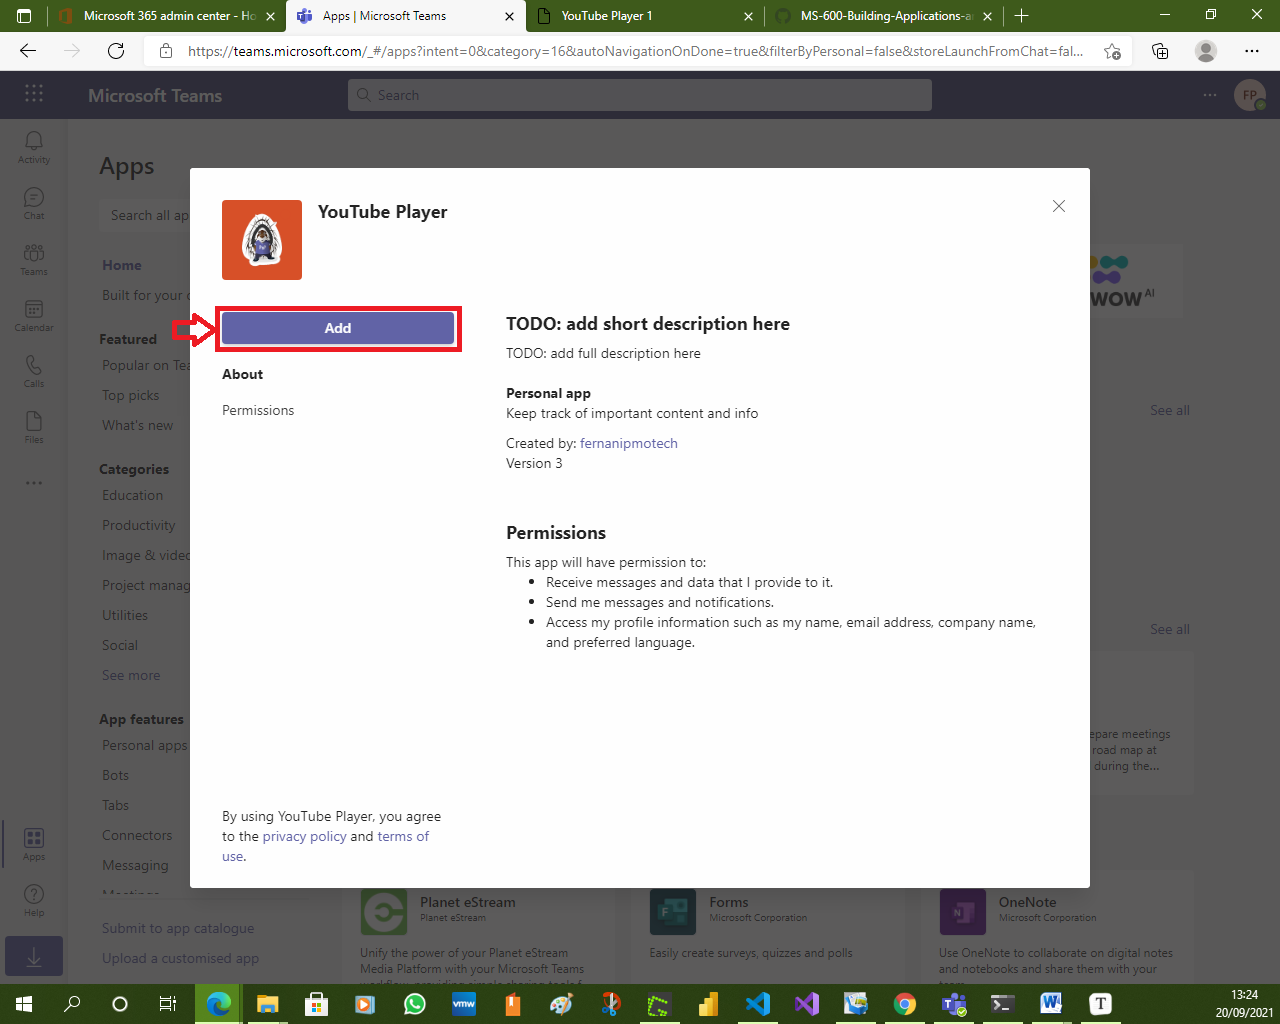 Microsoft 365 admin center - Ho
Apps | Microsoft Teams
YouTube Player 1
MS-600-Building-Applications-a
https://teams.microsoft.com/_#/apps?intent=0&category=16&autoNavigationOnDone=true&filterByPersonal=false&storeLaunchFromChat=fal...
Microsoft Teams
Search
FP
Activity
Chat
Teams
Calendar
Calls
Files
Apps
Help
Apps
Search all ap
Home
Built for your
Featured
Popular on Tea
Top picks
What's new
Categories
Education
Productivity
Image & video
Project manag
Utilities
Social
See more
App features
Personal apps
Bots
Tabs
Connectors
Messaging
Meetings
Submit to app catalogue
Upload a customised app
YouTube Player
Add
About
Permissions
By using YouTube Player, you agree
to the privacy policy and terms of
use.
TODO: add short description here
TODO: add full description here
Personal app
Keep track of important content and info
Created by: fernanipmotech
Version 3
Permissions
This app will have permission to:
• Receive messages and data that I provide to it.
• Send me messages and notifications.
• Access my profile information such as my name, email address, company name,
and preferred language.
WOW AI
See all
See all
epare meetings
road map at
during the...
Planet eStream
Planet eStream
Unify the power of your Planet eStream
Media Platform with your Microsoft Teams
Forms
Microsoft Corporation
Easily create surveys, quizzes and polls
OneNote
Microsoft Corporation
Use OneNote to collaborate on digital notes
and notebooks and share them with your
vmw
T
13:24
20/09/2021